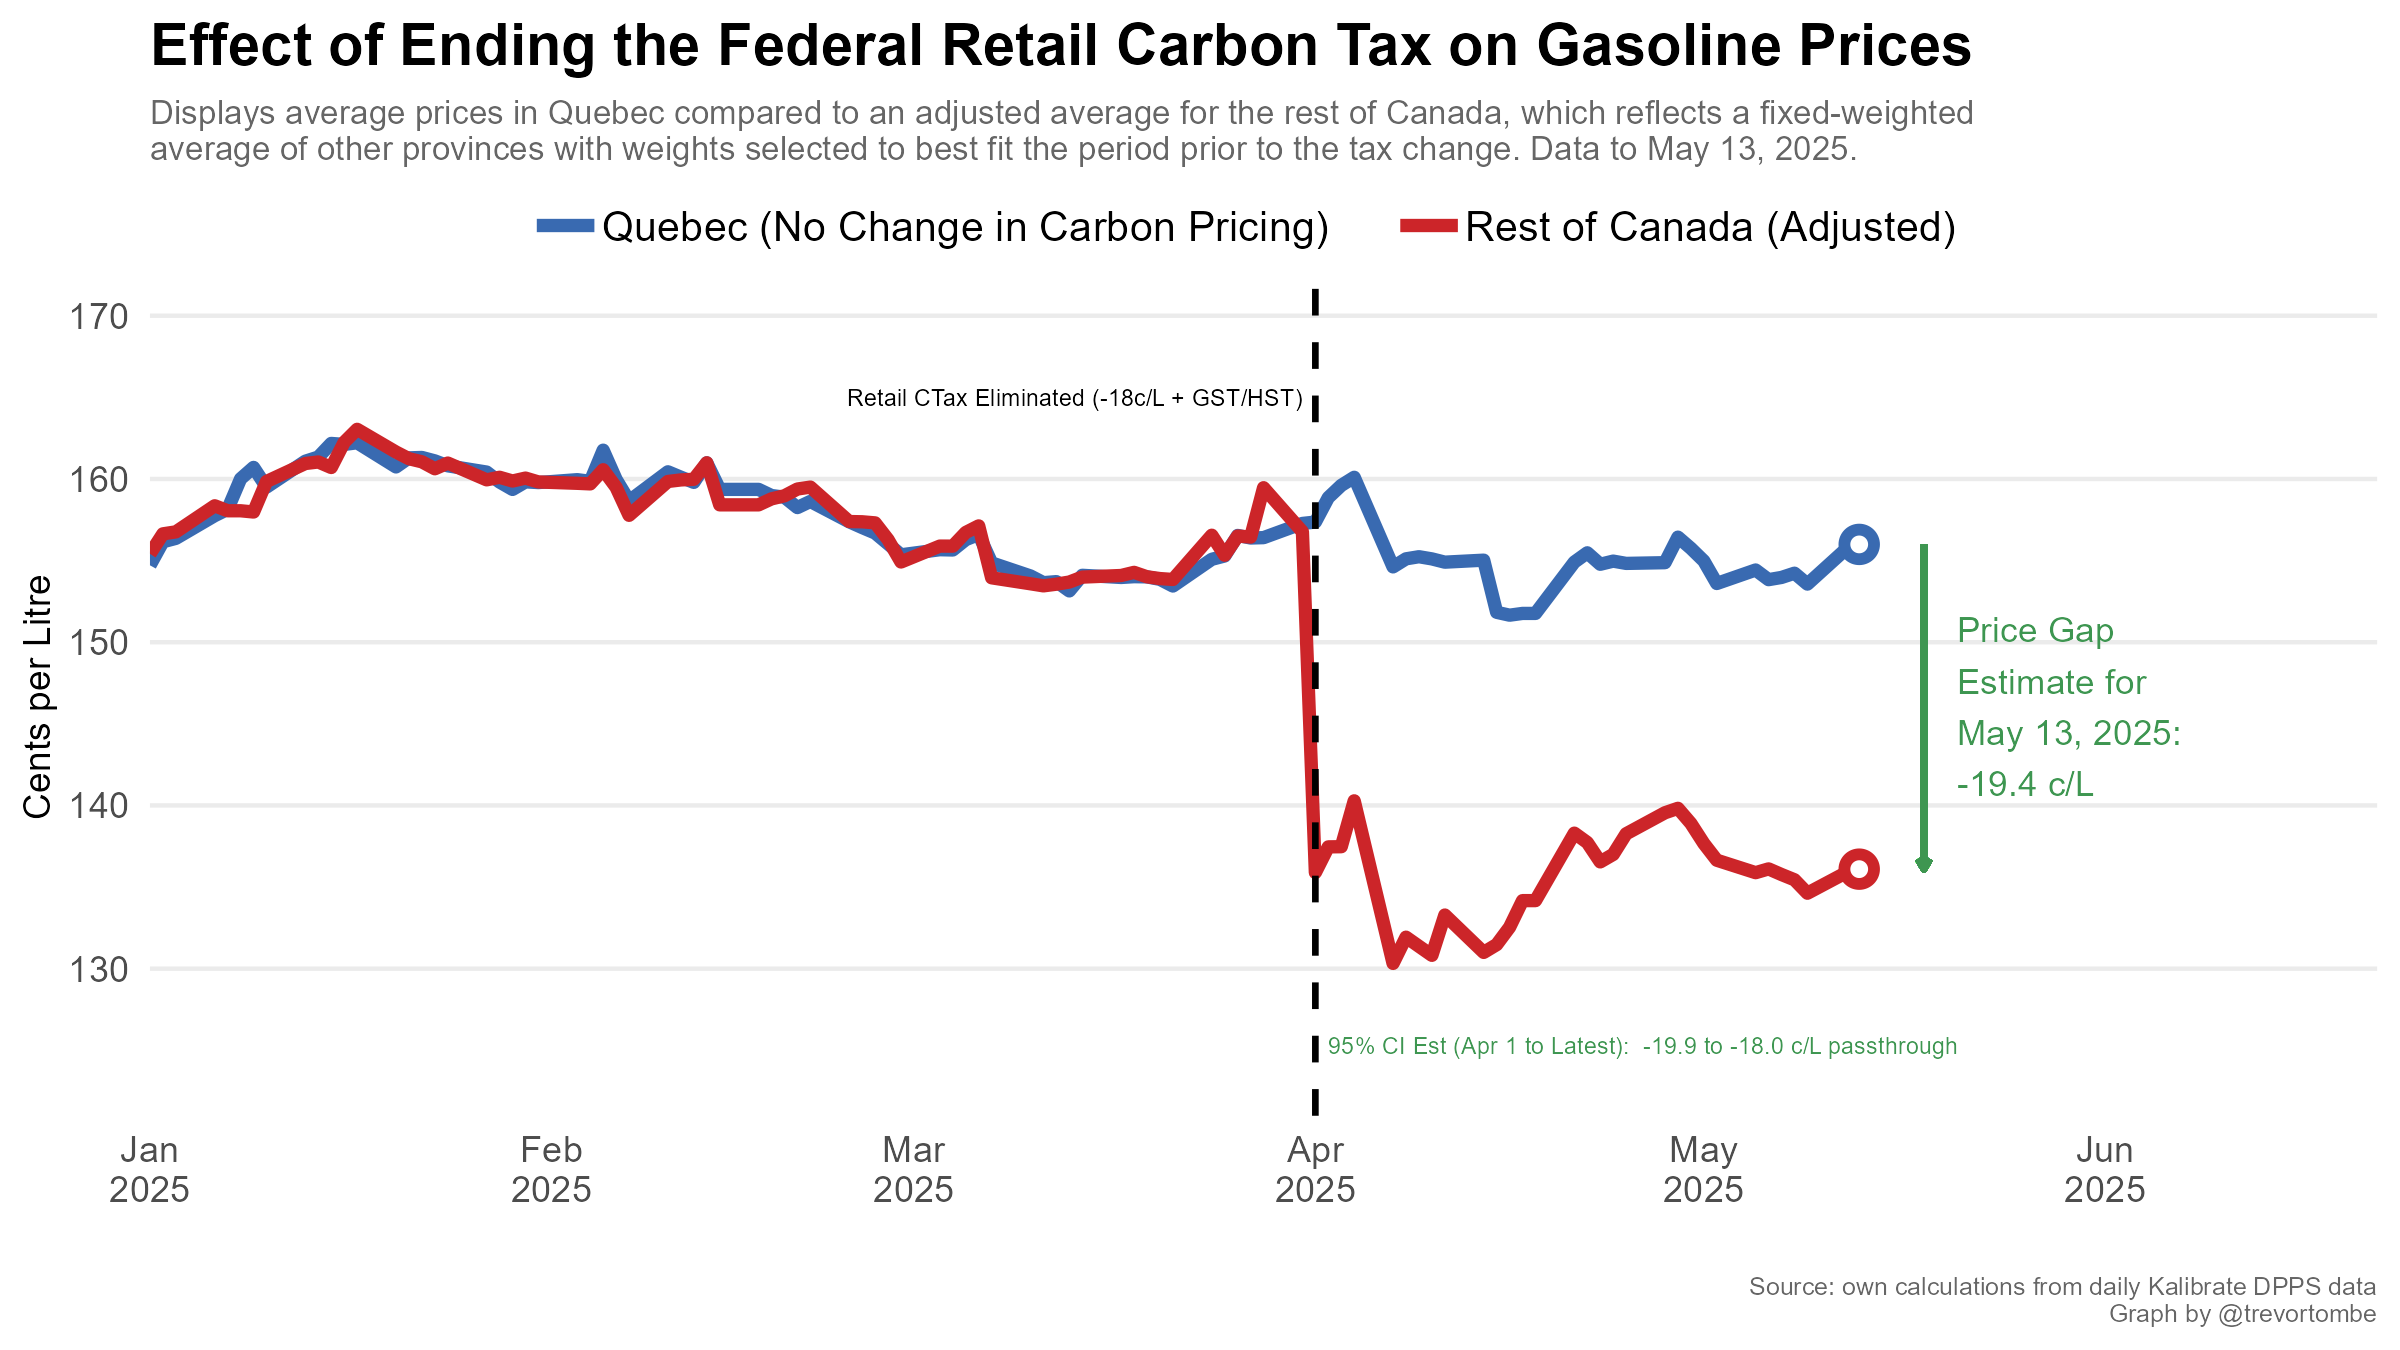 Effect of Ending the Federal Retail Carbon Tax on Gasoline Prices
Displays average prices in Quebec compared to an adjusted average for the rest of Canada, which reflects a fixed-weighted
average of other provinces with weights selected to best fit the period prior to the tax change. Data to May 13, 2025.
Quebec (No Change in Carbon Pricing)
Rest of Canada (Adjusted)
170
Retail CTax Eliminated (-18c/L + GST/HST)
160
150
140
130
Cents per Litre
Price Gap
Estimate for
May 13, 2025:
-19.4 c/L
95% CI Est (Apr 1 to Latest):  -19.9 to -18.0 c/L passthrough
Jan
2025
Feb
2025
Mar
2025
Apr
2025
May
2025
Jun
2025
Source: own calculations from daily Kalibrate DPPS data
Graph by @trevortombe